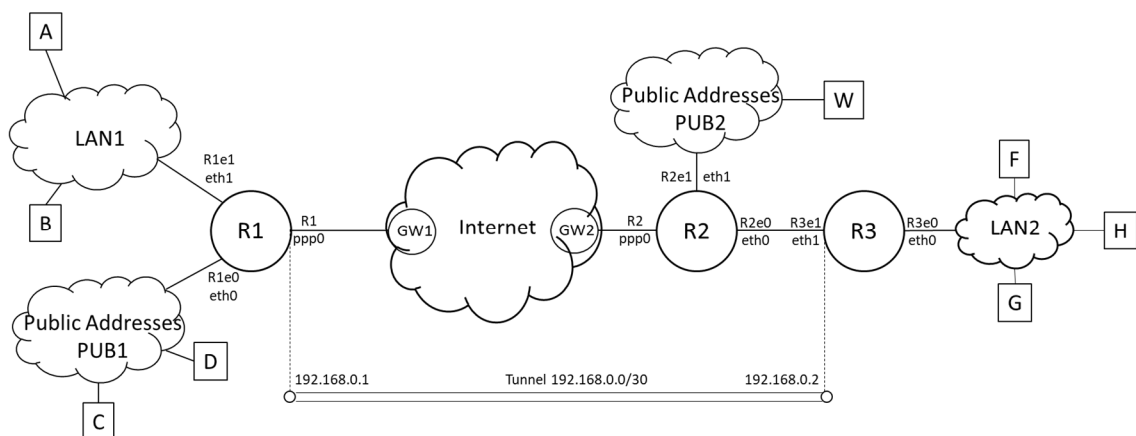 A
LAN1
B
R1e1
eth1
R1
R1
ppp0
R1e0
eth0
Public Addresses
PUB1
D
C
GW1
Internet
GW2
Public Addresses
PUB2
W
R2e1 eth1
R2
ppp0
R2
R2e0
eth0
R3e1
eth1
R3
R3e0
eth0
F
LAN2
H
G
192.168.0.1
Tunnel 192.168.0.0/30
192.168.0.2